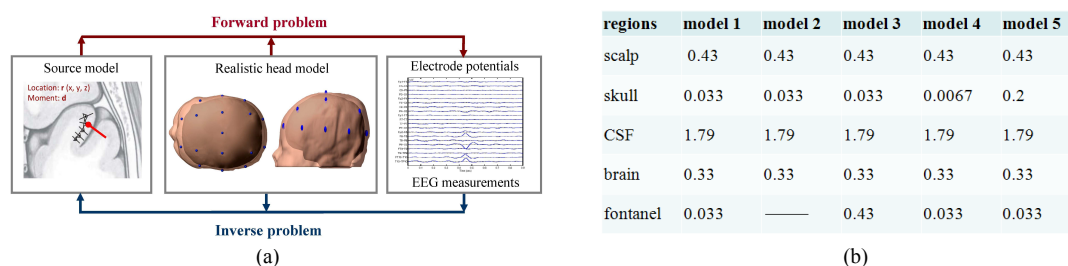 Forward problem
Source model
Location: r (x, y, z)
Moment: d
Realistic head model
Electrode potentials
EEG measurements
Inverse problem
(a)
regions model 1 model 2 model 3 model 4 model 5
scalp 0.43 0.43 0.43 0.43 0.43
skull 0.033 0.033 0.033 0.0067 0.2
CSF 1.79 1.79 1.79 1.79 1.79
brain 0.33 0.33 0.33 0.33 0.33
fontanel 0.033 —— 0.43 0.033 0.033
(b)